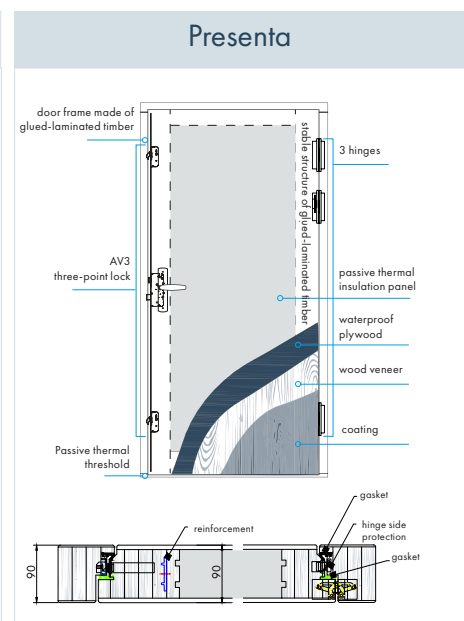 Presenta
door frame made of
glued-laminated timber
3 hinges
stable structure of glued-laminated timber
AV3
three-point lock
passive thermal
insulation panel
waterproof
plywood
wood veneer
coating
Passive thermal
threshold
gasket
reinforcement
hinge side
protection
gasket
90
90